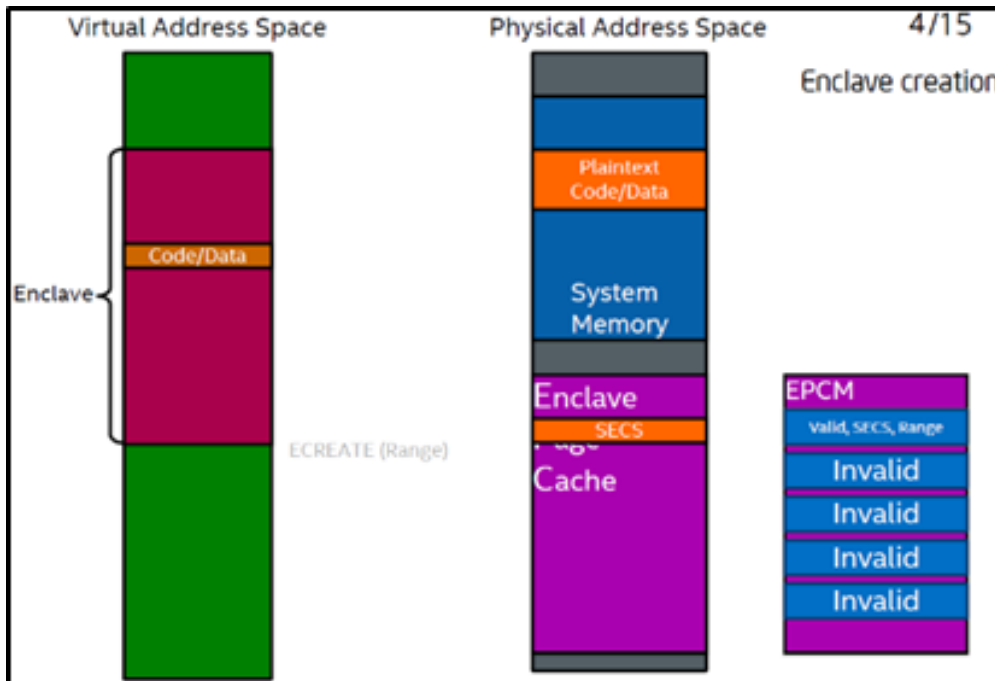 Virtual Address Space
Physical Address Space
4/15
Enclave creation
Plaintext
Code/Data
Code/Data
Enclave
System
Memory
Enclave
SECS
Page
Cache
ECREATE (Range)
EPCM
Valid, SECS, Range
Invalid
Invalid
Invalid
Invalid